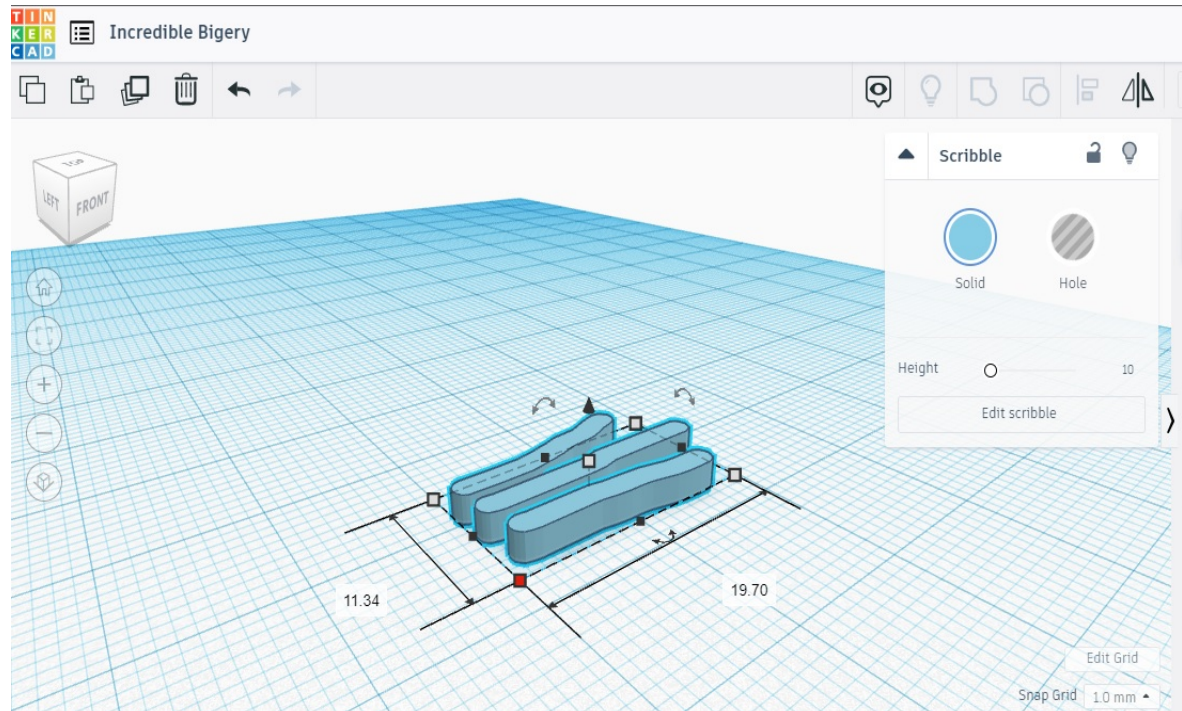 TIN
KER
CAD
Incredible Bigery
TOP
LEFT
FRONT
Scribble
Solid
Hole
Height
10
Edit scribble
11.34
19.70
Edit Grid
Snap Grid 1.0 mm